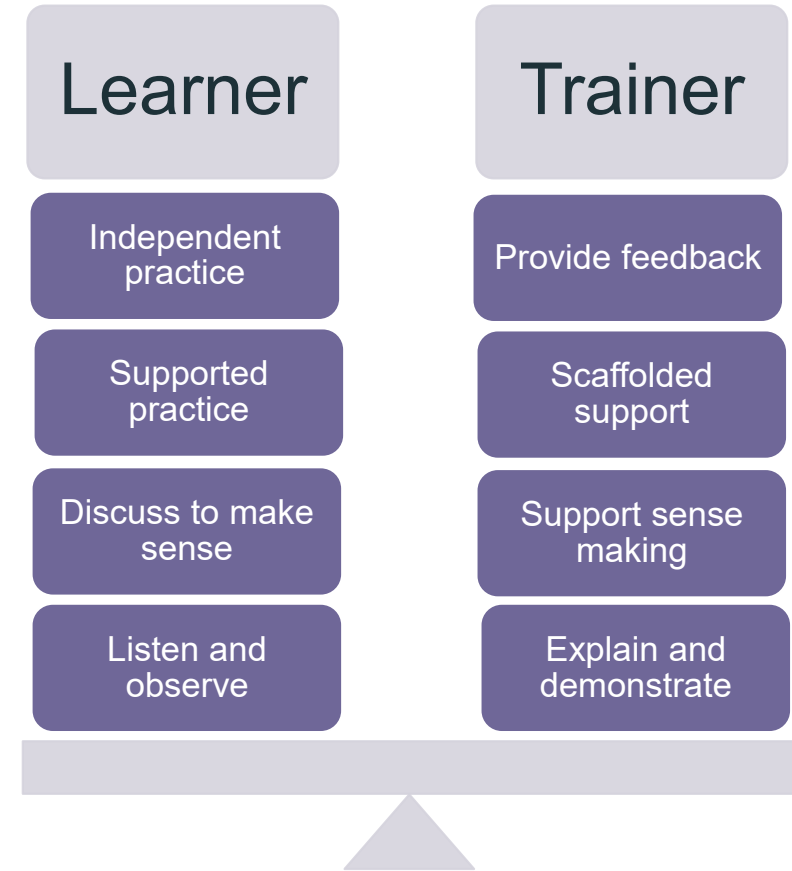 Learner
Independent
practice
Supported
practice
Discuss to make
sense
Listen and
observe
Trainer
Provide feedback
Scaffolded
support
Support sense
making
Explain and
demonstrate